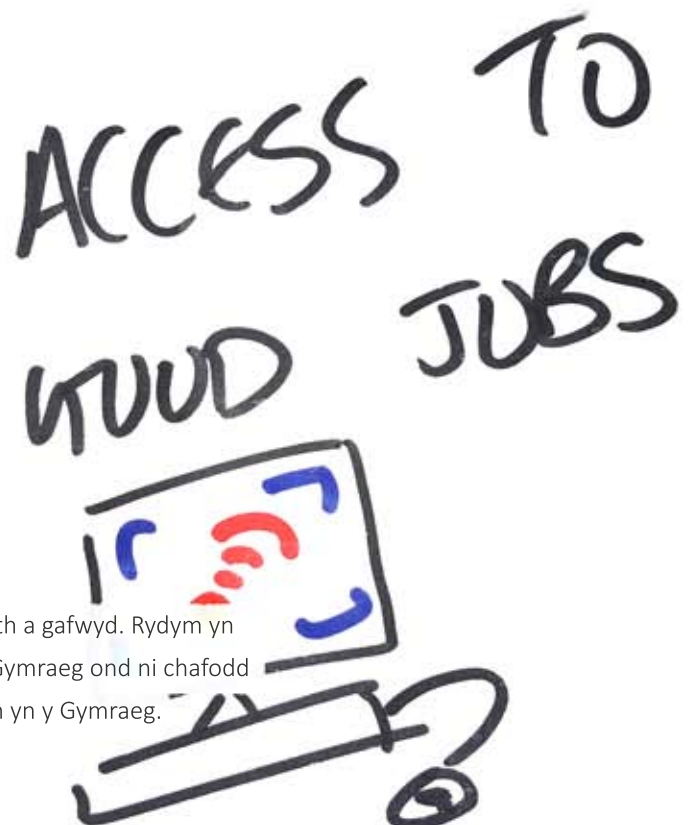 ACCESS TO
GOOD JOBS
th a gafwyd. Rydym yn
Gymraeg ond ni chafodd
n yn y Gymraeg.